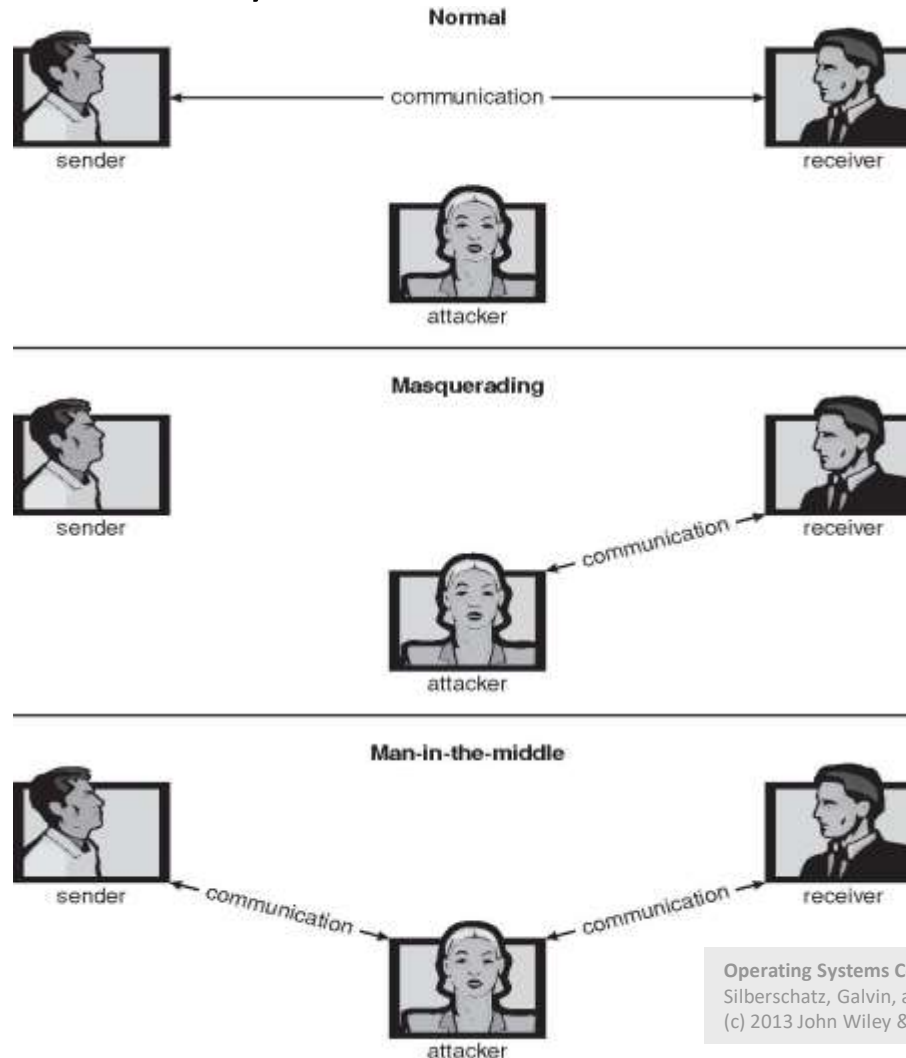 Normal
communication
sender
receiver
attacker
Masquerading
sender
receiver
communication
attacker
Man-in-the-middle
sender
receiver
communication
communication
attacker
Operating Systems C
Silberschatz, Galvin, a
(c) 2013 John Wiley &